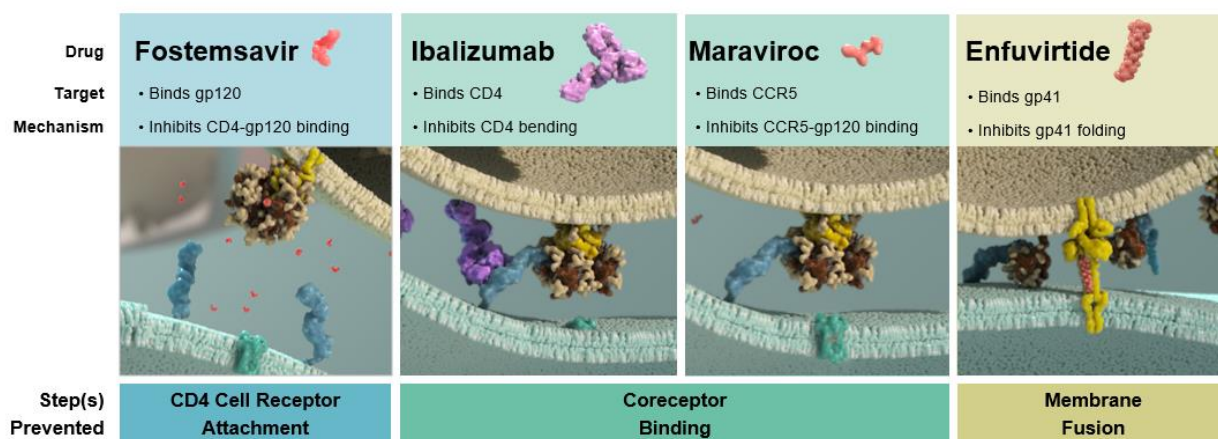 Drug
Fostemsavir
Ibalizumab
Maraviroc
Enfuvirtide
Target
• Binds gp120
• Binds CD4
• Binds CCR5
• Binds gp41
Mechanism
• Inhibits CD4-gp120 binding
• Inhibits CD4 bending
• Inhibits CCR5-gp120 binding
• Inhibits gp41 folding
Step(s)
Prevented
CD4 Cell Receptor
Attachment
Coreceptor
Binding
Membrane
Fusion